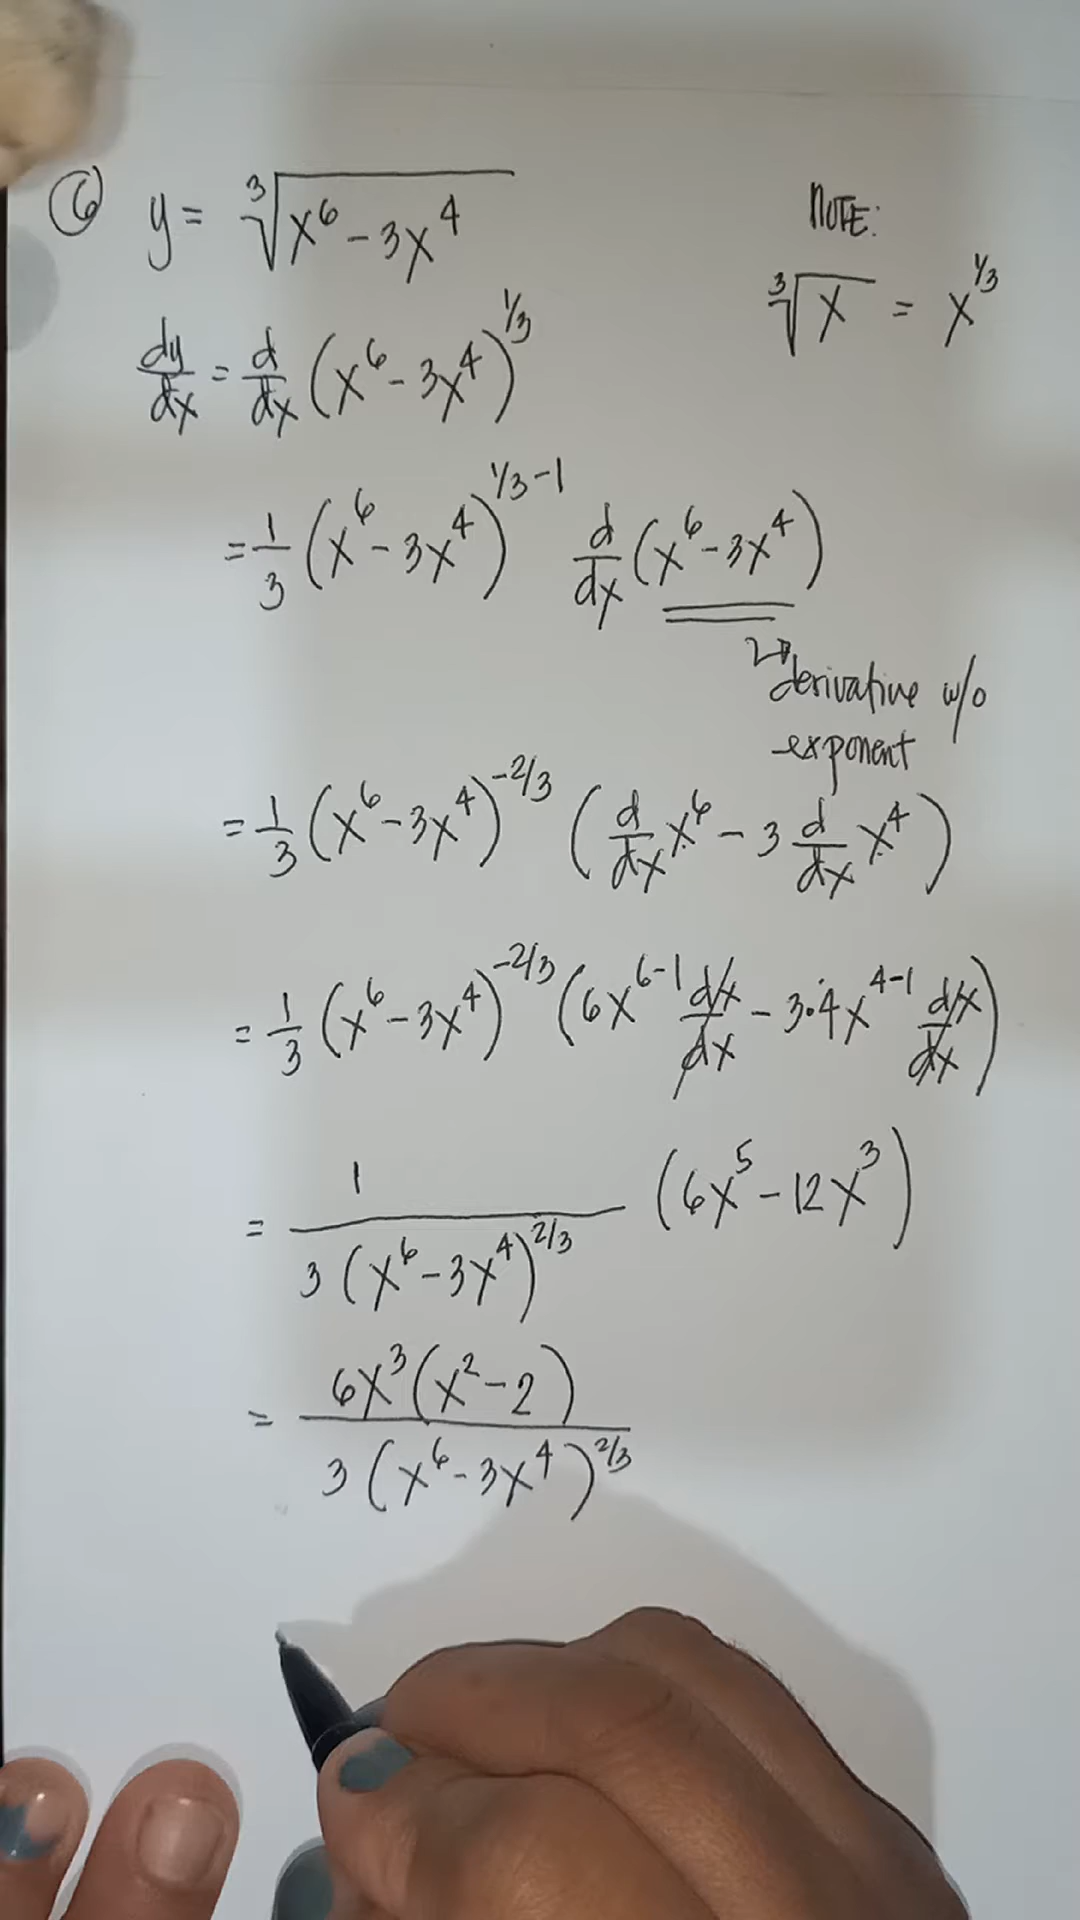 ⑥ y = ∛(x⁶ - 3x⁴)
NOTE:
∛x = x^(1/3)
dy/dx = d/dx (x⁶ - 3x⁴)^(1/3)
= 1/3 (x⁶ - 3x⁴)^(1/3 - 1) d/dx (x⁶ - 3x⁴)
derivative w/o
exponent
= 1/3 (x⁶ - 3x⁴)^(-2/3) (d/dx x⁶ - 3 d/dx x⁴)
= 1/3 (x⁶ - 3x⁴)^(-2/3) (6x^(6-1) dx/dx - 3·4x^(4-1) dx/dx)
= 1/(3(x⁶ - 3x⁴)^(2/3)) (6x⁵ - 12x³)
= 6x³(x² - 2)/(3(x⁶ - 3x⁴)^(2/3))